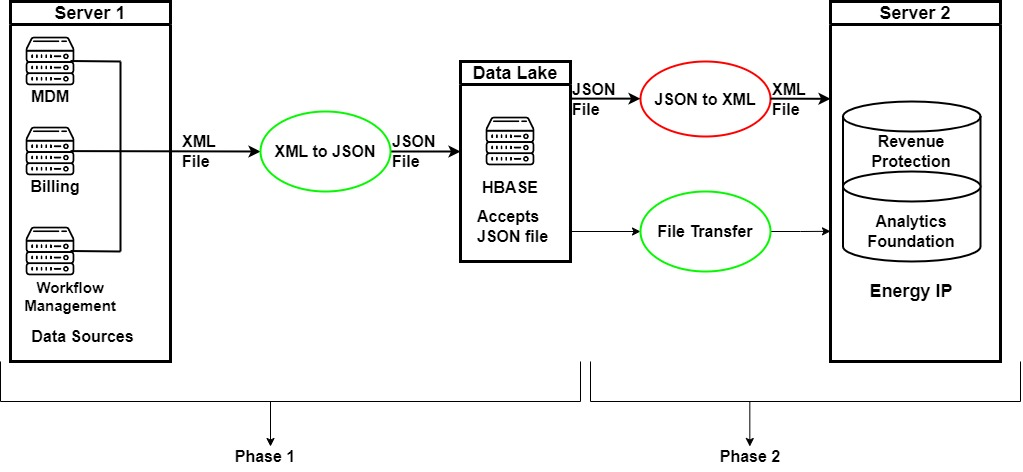 Server 1
MDM
Billing
Workflow
Management
Data Sources
XML
File
XML to JSON
JSON
File
Data Lake
HBASE
Accepts
JSON file
JSON
File
JSON to XML
XML
File
File Transfer
Server 2
Revenue
Protection
Analytics
Foundation
Energy IP
Phase 1
Phase 2